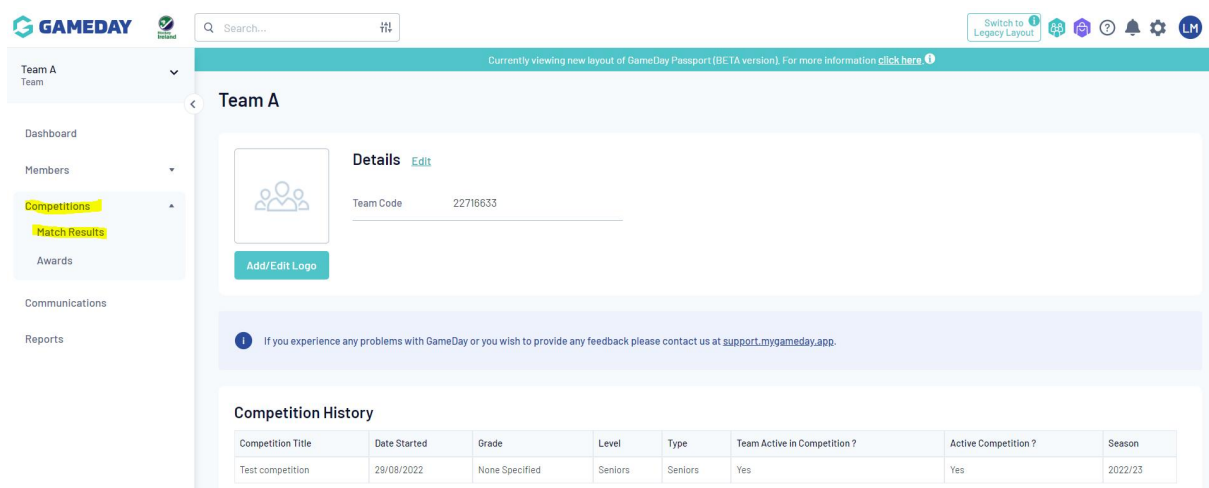 GAMEDAY
Ireland
Search...
Switch to
Legacy Layout
LM
Currently viewing new layout of GameDay Passport (BETA version). For more information click here.
Team A
Team
Dashboard
Members
Competitions
Match Results
Awards
Communications
Reports
Team A
Details Edit
Team Code 22716633
Add/Edit Logo
If you experience any problems with GameDay or you wish to provide any feedback please contact us at support.mygameday.app.
Competition History
Competition Title Date Started Grade Level Type Team Active in Competition ? Active Competition ? Season
Test competition 29/08/2022 None Specified Seniors Seniors Yes Yes 2022/23